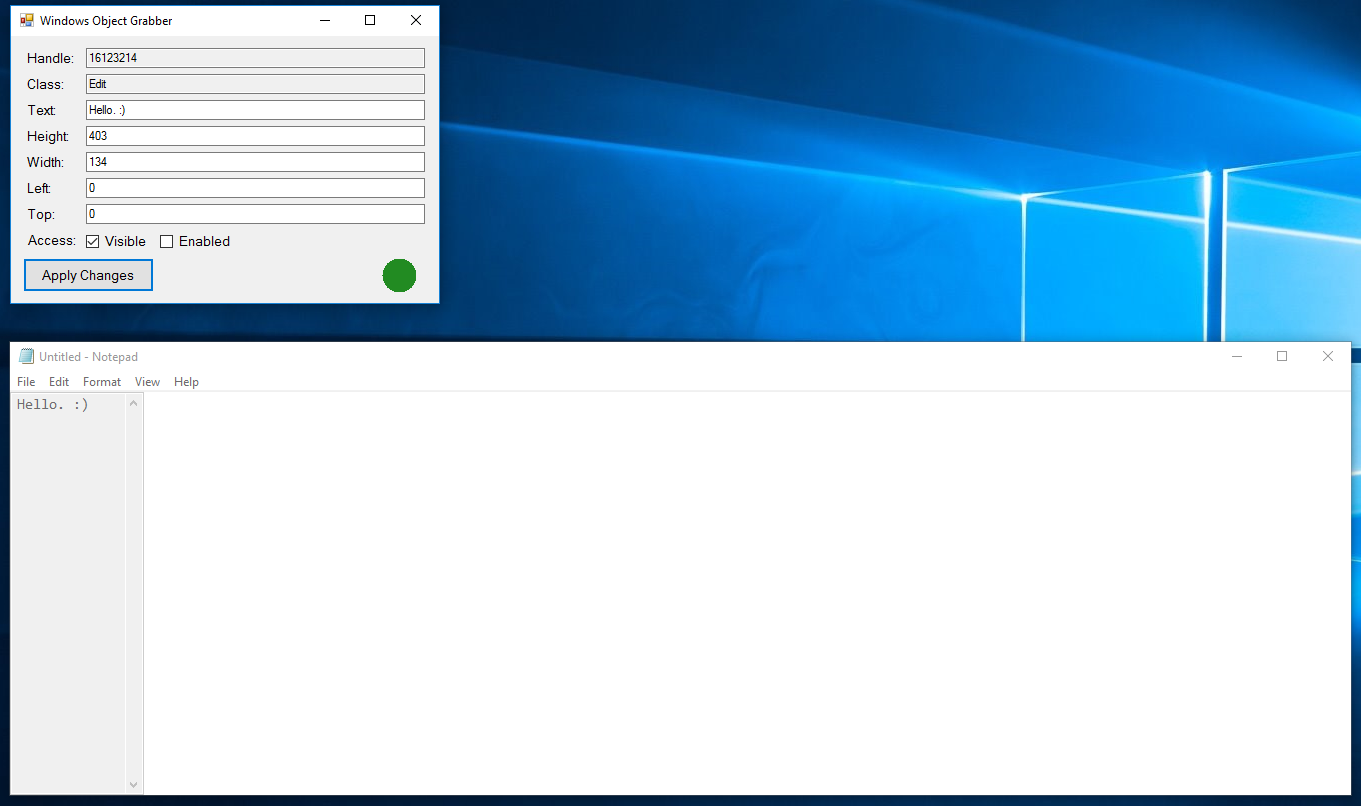 Windows Object Grabber
Handle: 16123214
Class: Edit
Text: Hello. :)
Height: 403
Width: 134
Left: 0
Top: 0
Access: Visible Enabled
Apply Changes
Untitled - Notepad
File Edit Format View Help
Hello. :)